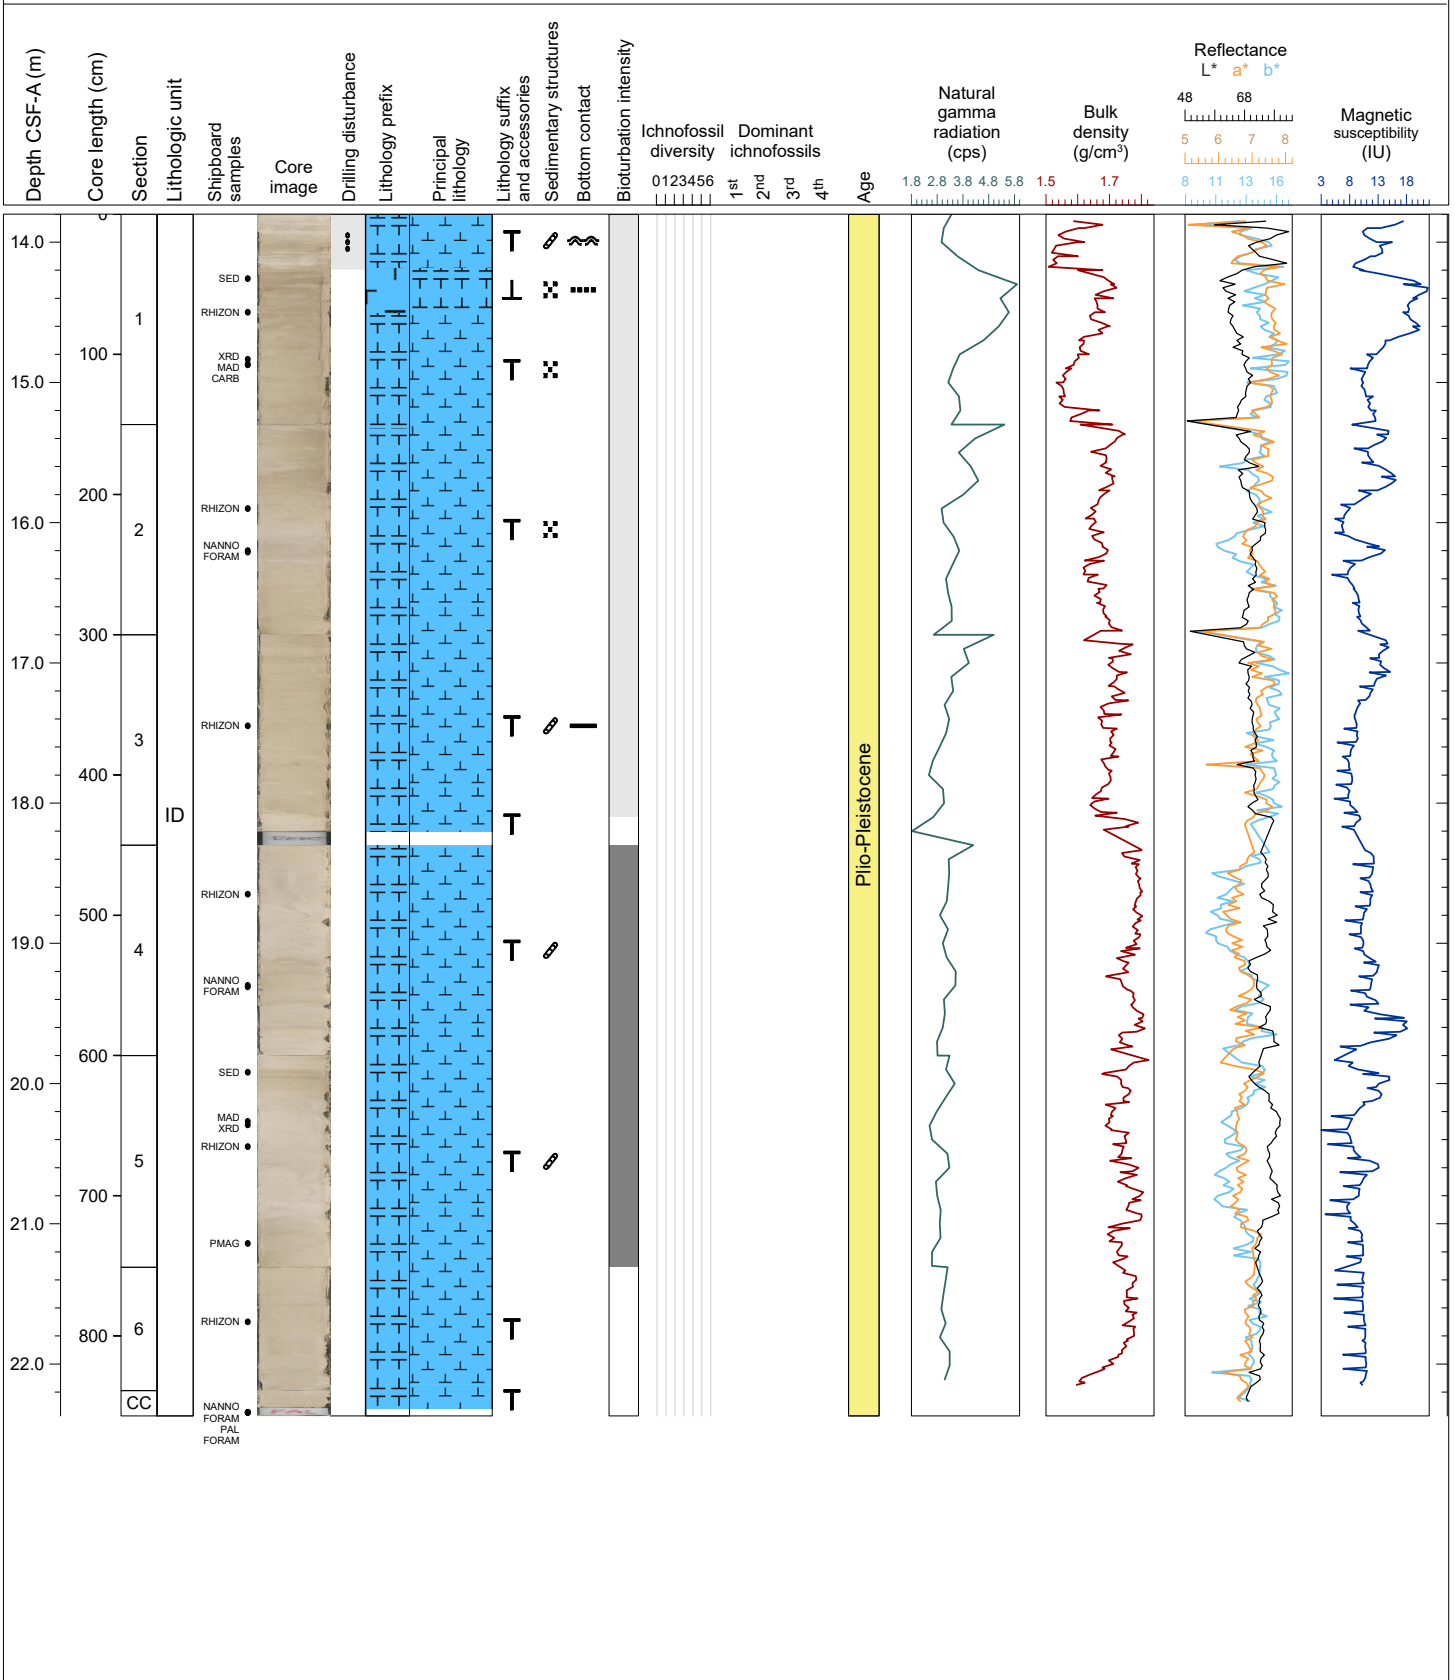 Depth CSF-A (m)
Core length (cm)
Section
Lithologic unit
Shipboard
samples
Core
image
Drilling disturbance
Lithology prefix
Principal
lithology
Lithology suffix
and accessories
Sedimentary structures
Bottom contact
Bioturbation intensity
Ichnofossil
diversity
0123456
Dominant
ichnofossils
1st 2nd 3rd 4th
Age
Natural
gamma
radiation
(cps)
1.8 2.8 3.8 4.8 5.8
Bulk
density
(g/cm³)
1.5 1.7
Reflectance
L* a* b*
48 68
5 6 7 8
8 11 13 16
Magnetic
susceptibility
(IU)
3 8 13 18
14.0
15.0
16.0
17.0
18.0
19.0
20.0
21.0
22.0
0
100
200
300
400
500
600
700
800
1
2
3
4
5
6
CC
ID
SED
RHIZON
XRD
MAD
CARB
RHIZON
NANNO
FORAM
RHIZON
RHIZON
NANNO
FORAM
SED
MAD
XRD
RHIZON
PMAG
RHIZON
NANNO
FORAM
PAL
FORAM
PAL
Plio-Pleistocene